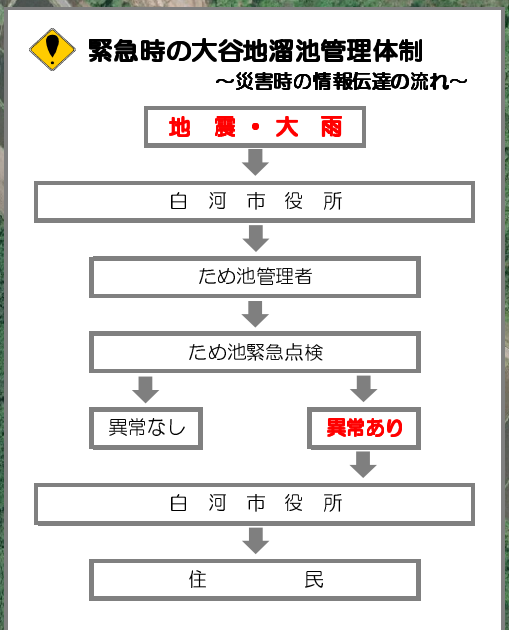 緊急時の大谷地溜池管理体制
～災害時の情報伝達の流れ～
地　震・大　雨
白　河　市　役　所
ため池管理者
ため池緊急点検
異常なし　異常あり
白　河　市　役　所
住　　　　　民